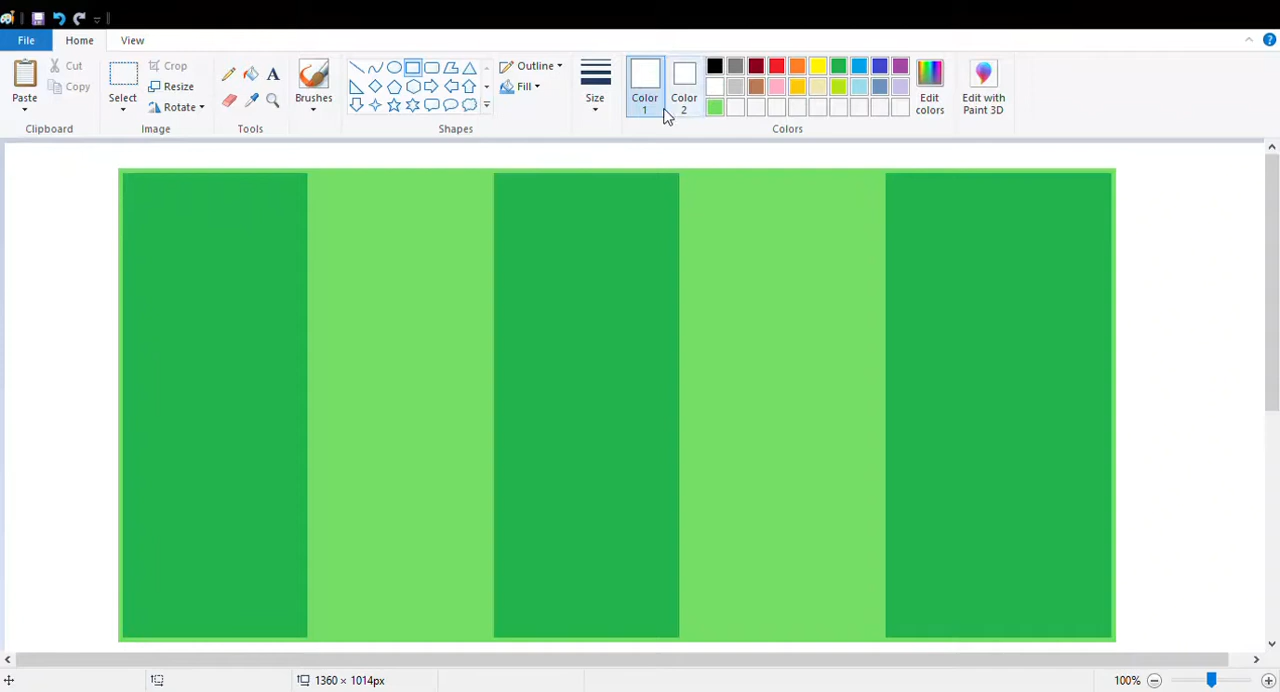 File Home View
Cut
Copy
Paste
Clipboard
Select
Crop
Resize
Rotate
Image
Tools
Brushes
Outline
Fill
Shapes
Size
Color 1
Color 2
Edit colors
Colors
Edit with Paint 3D
1360 × 1014px
100%